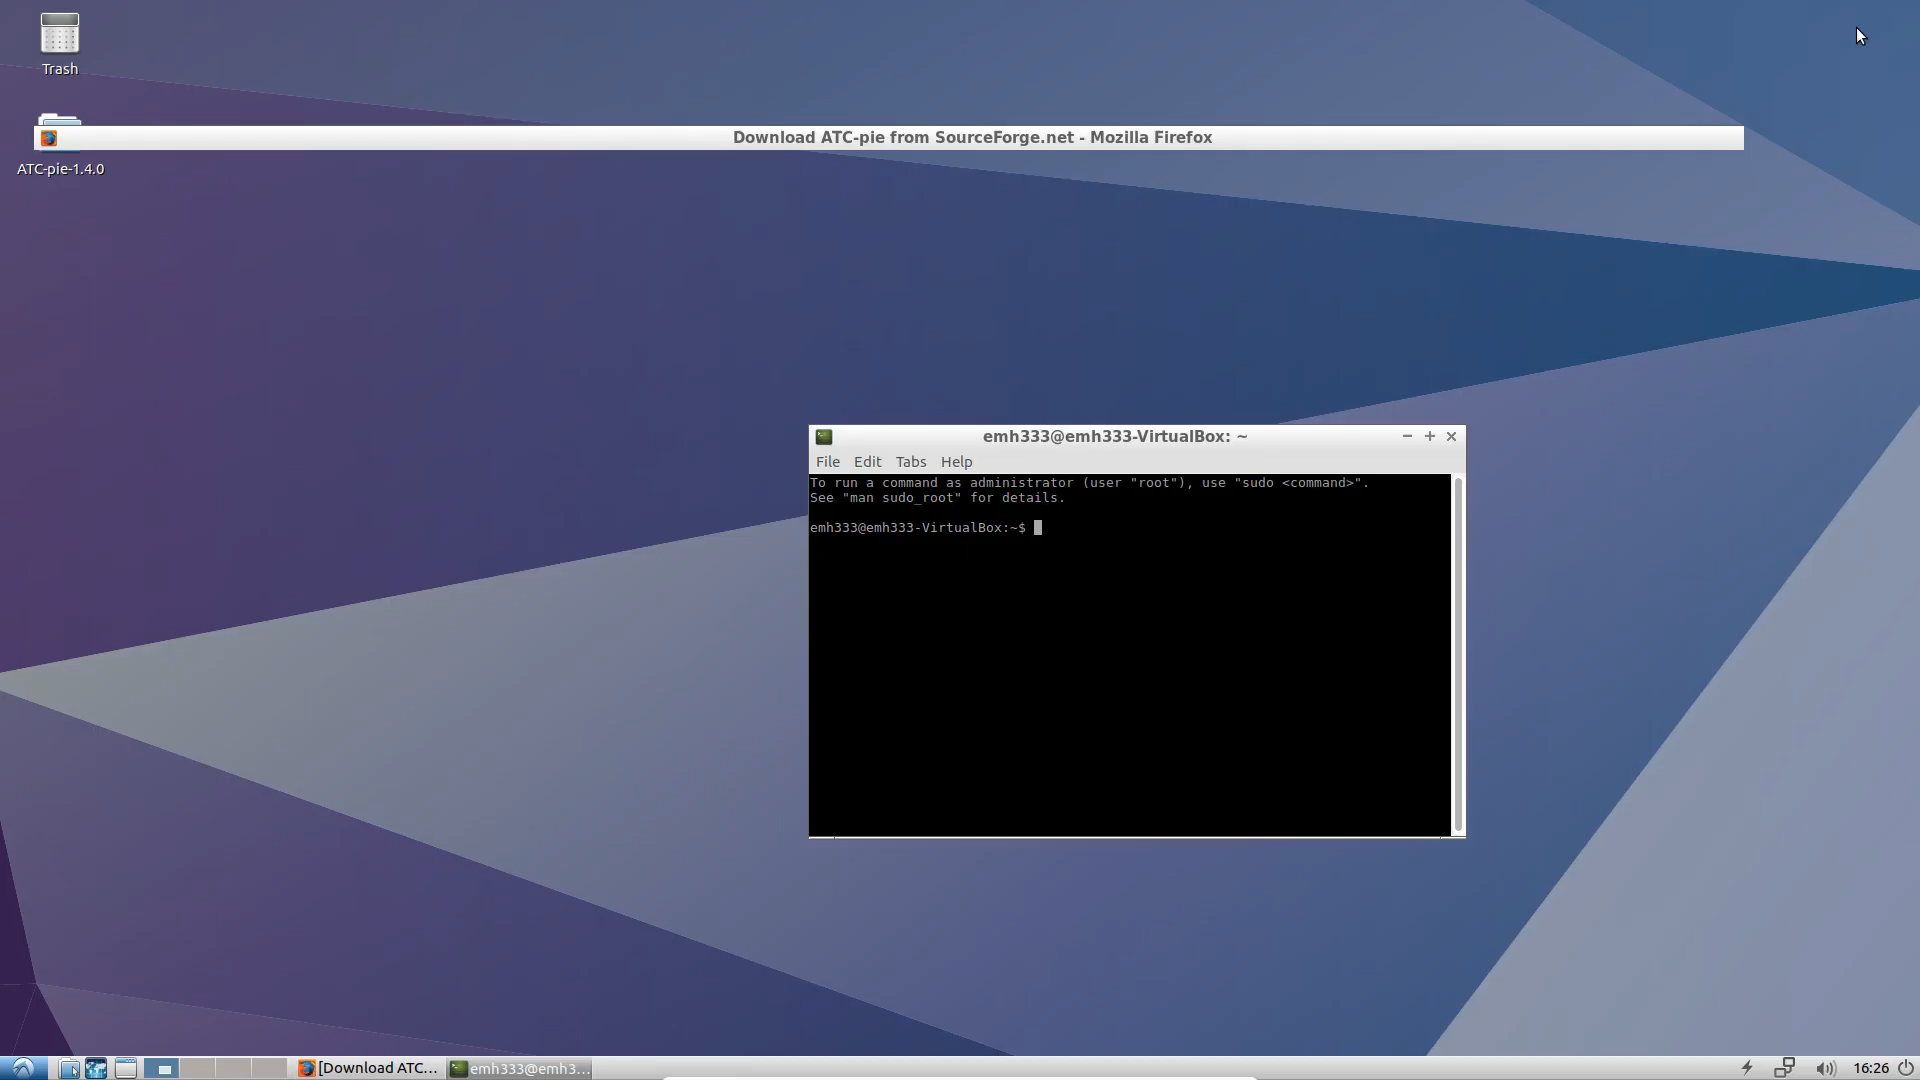 Trash
Download ATC-pie from SourceForge.net - Mozilla Firefox
ATC-pie-1.4.0
emh333@emh333-VirtualBox: ~
File Edit Tabs Help
To run a command as administrator (user "root"), use "sudo <command>".
See "man sudo_root" for details.
emh333@emh333-VirtualBox:~$
[Download ATC... emh333@emh3... 16:26